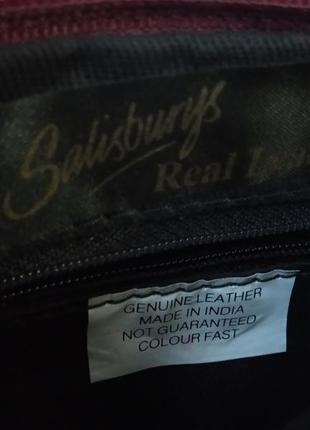 Salisburys
Real
GENUINE LEATHER
MADE IN INDIA
NOT GUARANTEED
COLOUR FAST